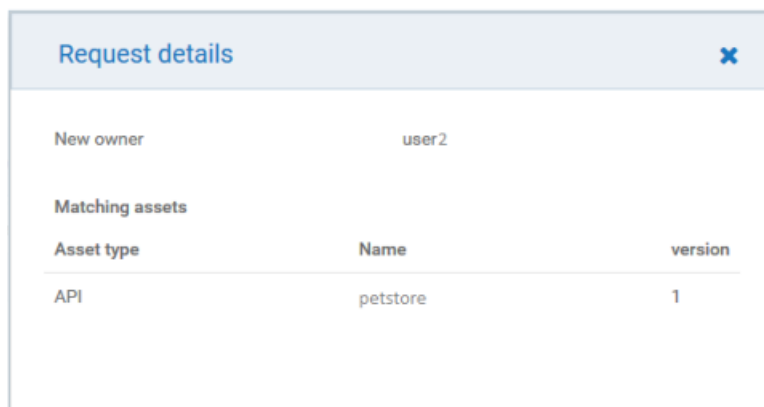 Request details
New owner user2
Matching assets
Asset type Name version
API petstore 1